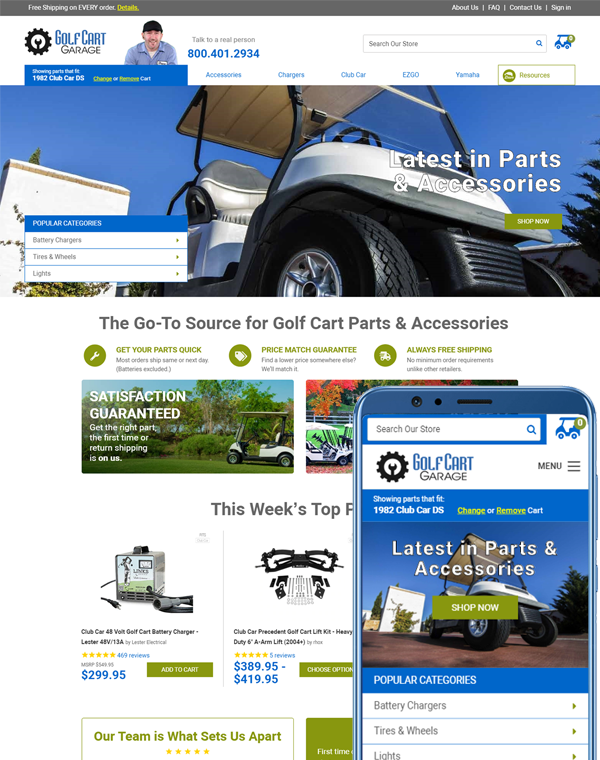 Free Shipping on EVERY order. Details.
About Us | FAQ | Contact Us | Sign in
GOLF CART
GARAGE
Talk to a real person
800.401.2934
Search Our Store
0
Showing parts that fit:
1982 Club Car DS Change or Remove Cart
Accessories Chargers Club Car EZGO Yamaha Resources
Latest in Parts
& Accessories
SHOP NOW
POPULAR CATEGORIES
Battery Chargers
Tires & Wheels
Lights
The Go-To Source for Golf Cart Parts & Accessories
GET YOUR PARTS QUICK
Most orders ship same or next day.
(Batteries excluded.)
PRICE MATCH GUARANTEE
Find a lower price somewhere else?
We'll match it.
ALWAYS FREE SHIPPING
No minimum order requirements
unlike other retailers.
SATISFACTION
GUARANTEED
Get the right part,
the first time or
return shipping
is on us.
This Week's Top P
Club Car 48 Volt Golf Cart Battery Charger -
Lester 48V/13A by Lester Electrical
469 reviews
MSRP $549.95
$299.95
ADD TO CART
Club Car Precedent Golf Cart Lift Kit - Heavy
Duty 6" A-Arm Lift (2004+) by rhox
5 reviews
$389.95 -
$419.95
CHOOSE OPTION
Our Team is What Sets Us Apart
First time o
Search Our Store
0
GOLF CART
GARAGE
MENU
Showing parts that fit:
1982 Club Car DS Change or Remove Cart
Latest in Parts &
Accessories
SHOP NOW
POPULAR CATEGORIES
Battery Chargers
Tires & Wheels
Lights